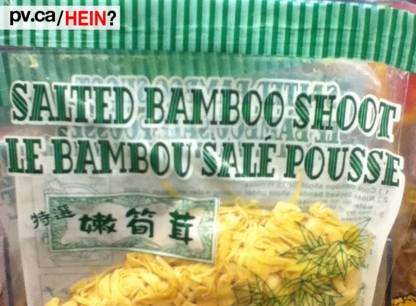 pv.ca/HEIN?
SALTED BAMBOO SHOOT
LE BAMBOU SALE POUSSE
特選
嫩筍茸